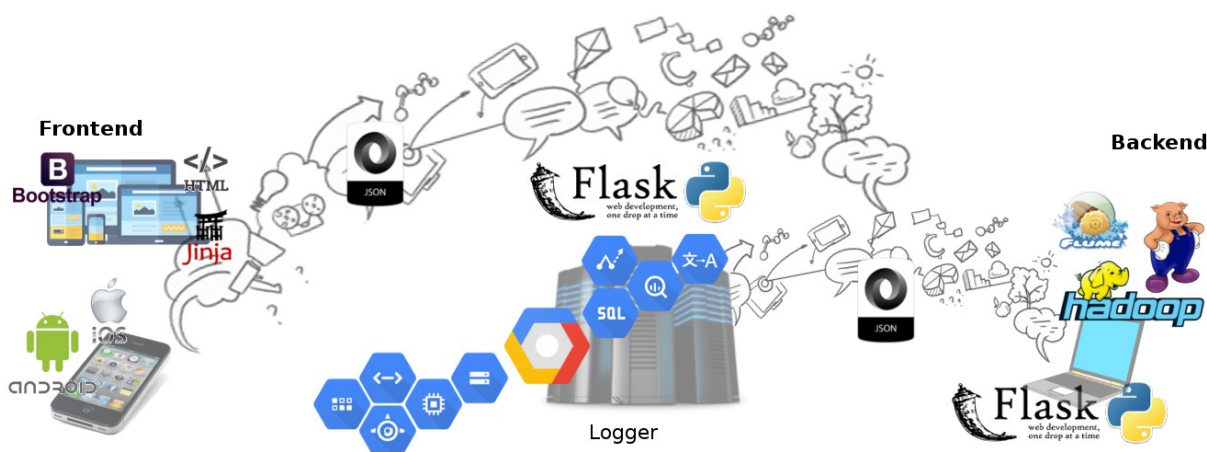 Frontend
Backend
B
Bootstrap
</>
HTML
Jinja
JSON
Flask
web development,
one drop at a time
FLUME
hadoop
iOS
ANDROID
SQL
文→A
JSON
Logger
Flask
web development,
one drop at a time